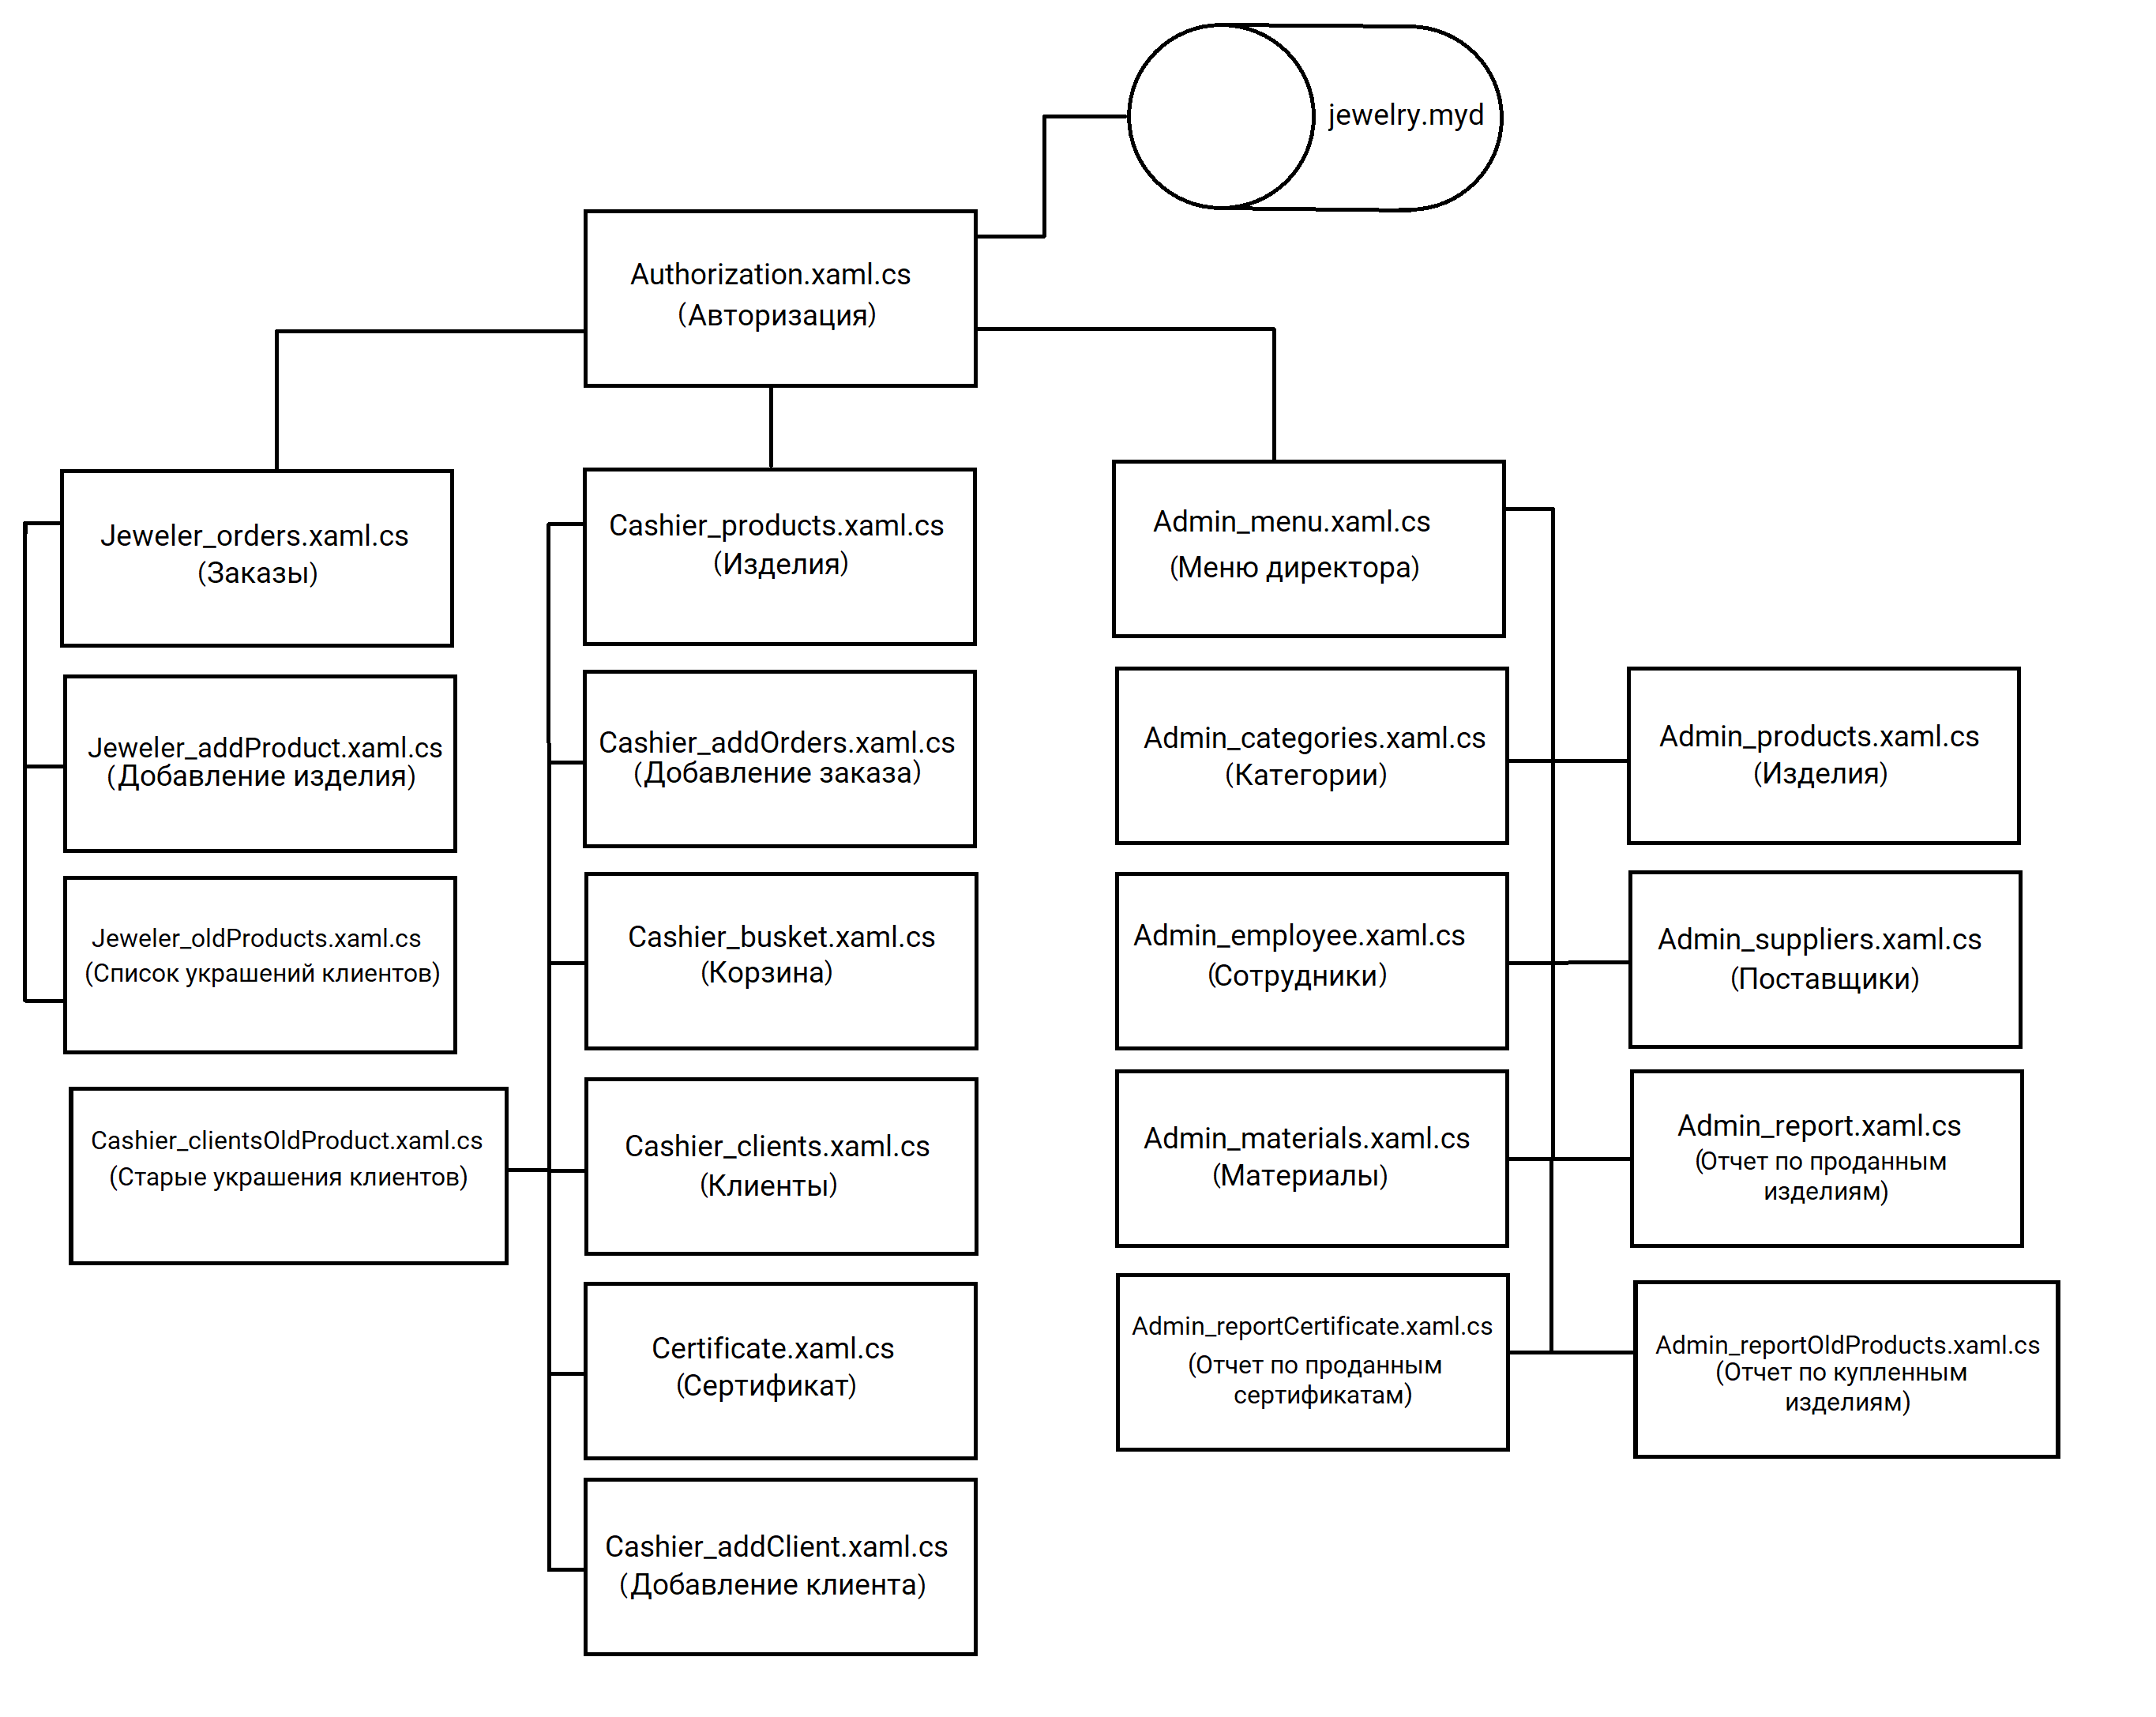 jewelry.myd
Authorization.xaml.cs
(Авторизация)
Jeweler_orders.xaml.cs
(Заказы)
Jeweler_addProduct.xaml.cs
(Добавление изделия)
Jeweler_oldProducts.xaml.cs
(Список украшений клиентов)
Cashier_clientsOldProduct.xaml.cs
(Старые украшения клиентов)
Cashier_products.xaml.cs
(Изделия)
Cashier_addOrders.xaml.cs
(Добавление заказа)
Cashier_busket.xaml.cs
(Корзина)
Cashier_clients.xaml.cs
(Клиенты)
Certificate.xaml.cs
(Сертификат)
Cashier_addClient.xaml.cs
(Добавление клиента)
Admin_menu.xaml.cs
(Меню директора)
Admin_categories.xaml.cs
(Категории)
Admin_employee.xaml.cs
(Сотрудники)
Admin_materials.xaml.cs
(Материалы)
Admin_reportCertificate.xaml.cs
(Отчет по проданным
сертификатам)
Admin_products.xaml.cs
(Изделия)
Admin_suppliers.xaml.cs
(Поставщики)
Admin_report.xaml.cs
(Отчет по проданным
изделиям)
Admin_reportOldProducts.xaml.cs
(Отчет по купленным
изделиям)